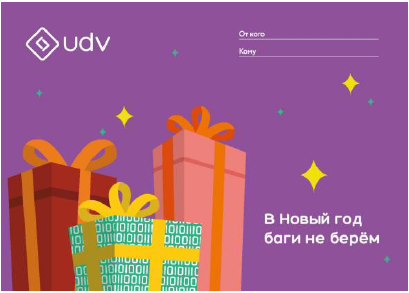 udv
От кого
Кому
В Новый год
баги не берём